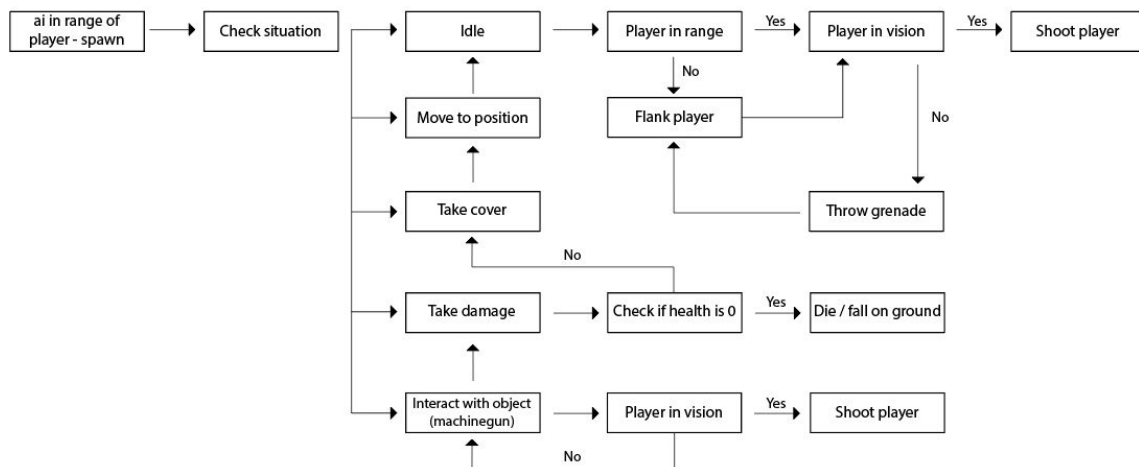 ai in range of
player - spawn
Check situation
Idle
Player in range
Yes
Player in vision
Yes
Shoot player
No
Move to position
Flank player
No
Take cover
Throw grenade
No
Take damage
Check if health is 0
Yes
Die / fall on ground
Interact with object
(machinegun)
Player in vision
Yes
Shoot player
No